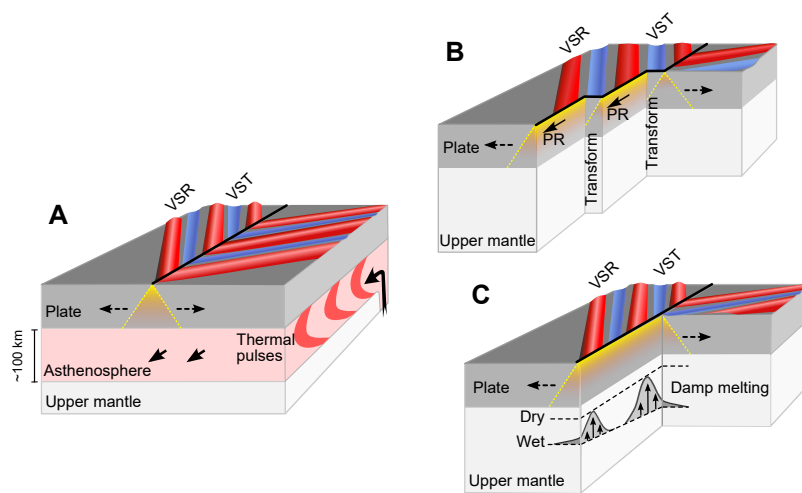 A
VSR
VST
Plate
~100 km
Asthenosphere
Thermal
pulses
Upper mantle
B
VSR
VST
Plate
PR
PR
Transform
Transform
Upper mantle
C
VSR
VST
Plate
Dry
Wet
Damp melting
Upper mantle